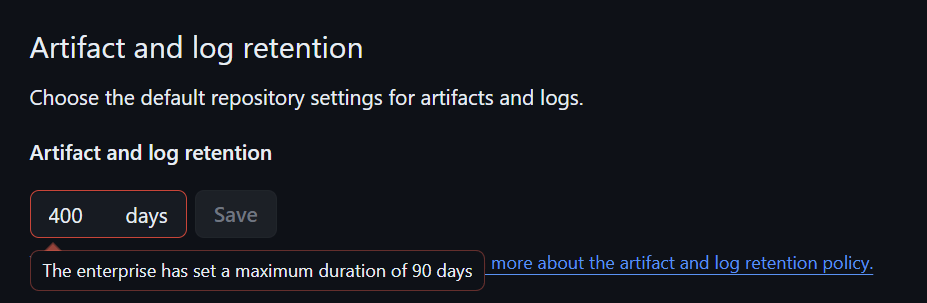 Artifact and log retention
Choose the default repository settings for artifacts and logs.
Artifact and log retention
400 days Save
The enterprise has set a maximum duration of 90 days more about the artifact and log retention policy.